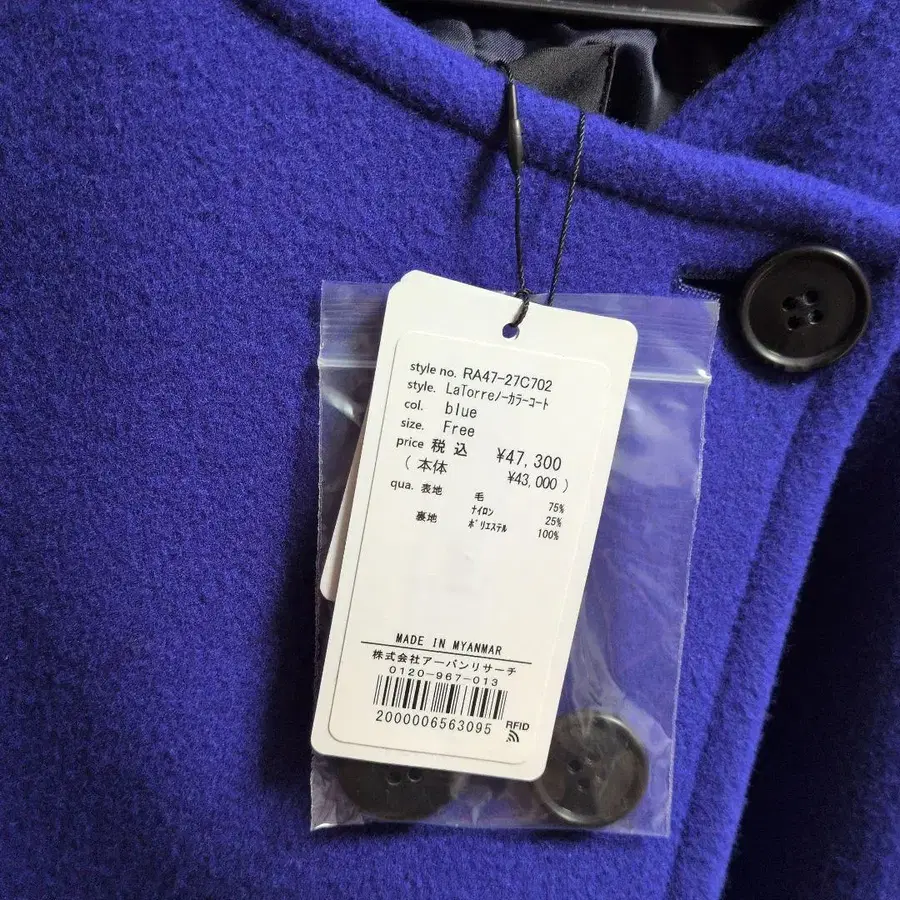 style no. RA47-27C702
style. LaTorreﾉｰｶﾗｰｺｰﾄ
col. blue
size. Free
price 税込 ¥47,300
(本体 ¥43,000)
qua. 表地 毛 75%
ﾅｲﾛﾝ 25%
裏地 ﾎﾟﾘｴｽﾃﾙ 100%
MADE IN MYANMAR
株式会社アーバンリサーチ
0120-967-013
2000006563095
RFID